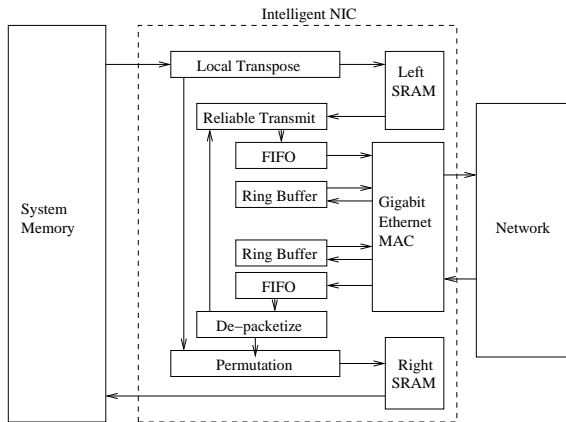 Intelligent NIC
Local Transpose
Left
SRAM
Reliable Transmit
FIFO
Ring Buffer
Gigabit
Ethernet
MAC
System
Memory
Network
Ring Buffer
FIFO
De-packetize
Permutation
Right
SRAM